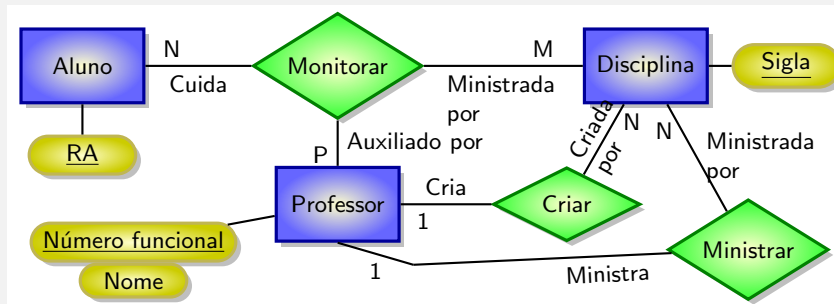 N
M
Aluno
Monitorar
Disciplina
Sigla
Cuida
Ministrada
por
Auxiliado por
RA
P
Criada
por
N
N
Ministrada
por
Professor
Cria
1
Criar
Número funcional
Nome
1
Ministra
Ministrar